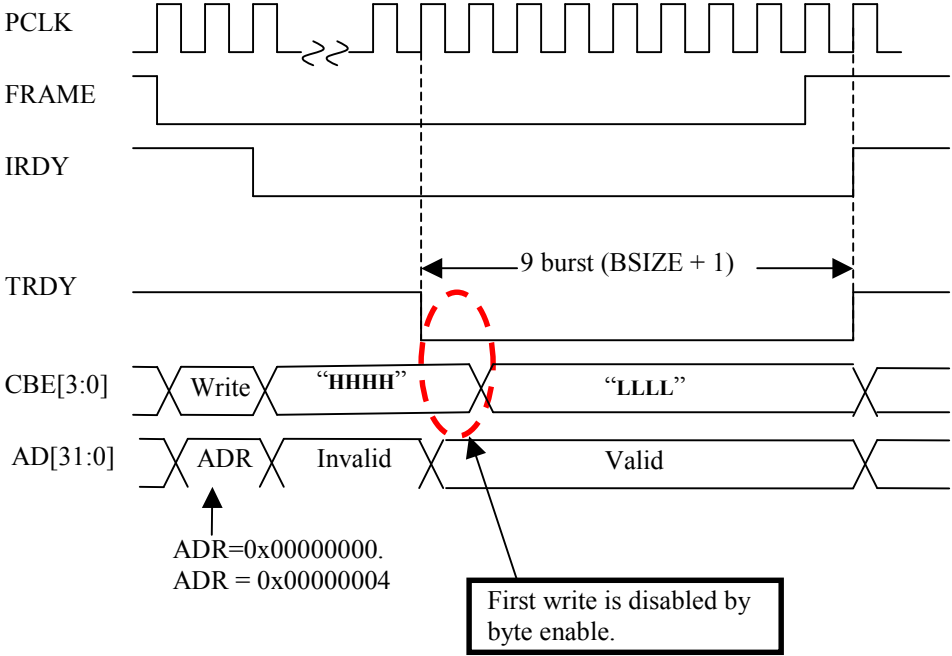 PCLK
FRAME
IRDY
9 burst (BSIZE + 1)
TRDY
CBE[3:0] Write “HHHH” “LLLL”
AD[31:0] ADR Invalid Valid
ADR=0x00000000.
ADR = 0x00000004
First write is disabled by
byte enable.